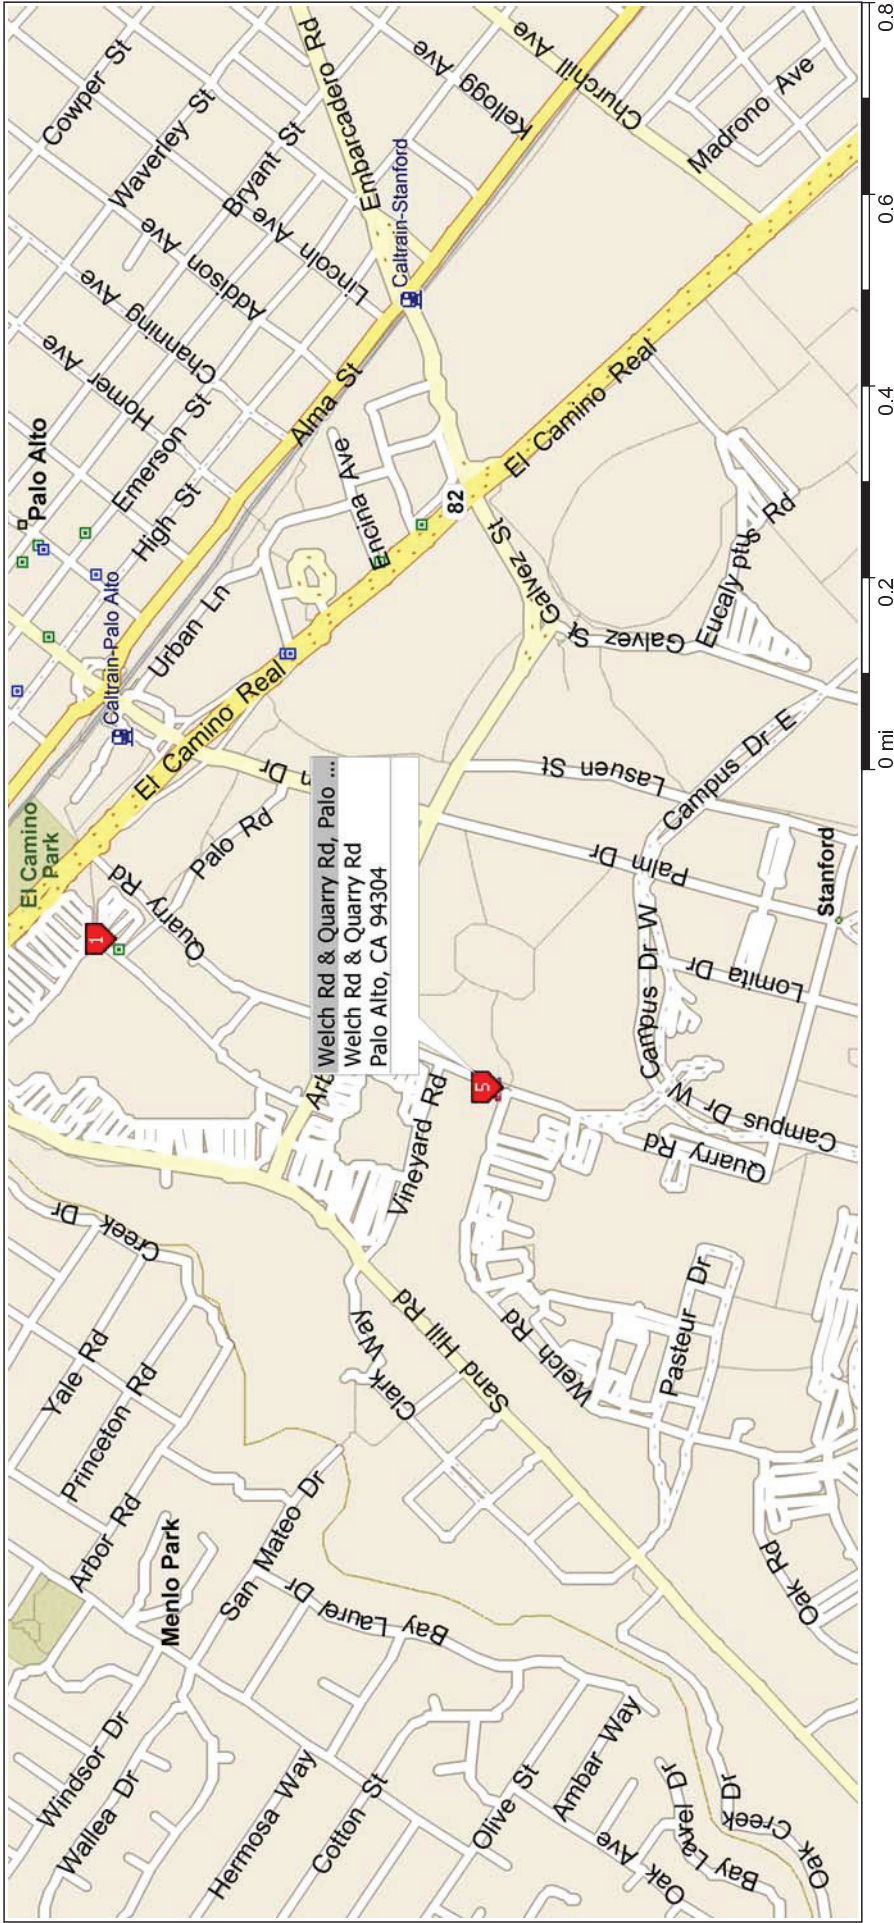 Cowper St
Waverley St
Bryant St
Embarcadero Rd
Kellogg Ave
Churchill Ave
Madrono Ave
Lincoln Ave
Addison Ave
Channing Ave
Homer Ave
Emerson St
High St
Alma St
Palo Alto
Caltrain-Stanford
Caltrain-Palo Alto
Urban Ln
Encina Ave
El Camino Real
El Camino Real
82
Galvez St
Galvez St
Eucalyptus Rd
El Camino
Park
1
Quarry Rd
Palo Rd
Dr
Lasuen St
Campus Dr E
Palm Dr
Stanford
Lomita Dr
Campus Dr W
Campus Dr W
Quarry Rd
Welch Rd & Quarry Rd, Palo ...
Welch Rd & Quarry Rd
Palo Alto, CA 94304
5
Vineyard Rd
Sand Hill Rd
Clark Way
Welch Rd
Pasteur Dr
Oak Rd
Creek Dr
Yale Rd
Princeton Rd
Arbor Rd
Menlo Park
San Mateo Dr
Bay Laurel Dr
Windsor Dr
Wallea Dr
Hermosa Way
Cotton St
Olive St
Ambar Way
Oak Ave
Bay Laurel Dr
Oak Creek Dr
0 mi
0.2
0.4
0.6
0.8